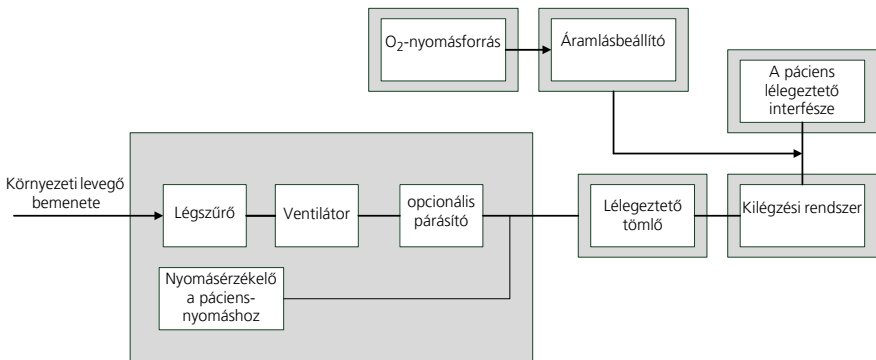 O₂-nyomásforrás
Áramlásbeállító
A páciens
lélegeztető
interfésze
Környezeti levegő
bemenete
Légszűrő
Ventilátor
opcionális
párásító
Lélegeztető
tömlő
Kilégzési rendszer
Nyomásérzékelő
a páciens-
nyomáshoz